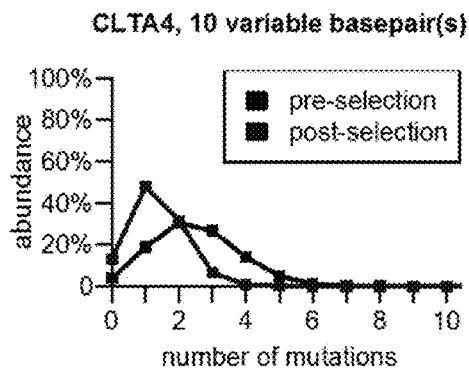 CLTA4, 10 variable basepair(s)
100%
80%
60%
40%
20%
0
abundance
pre-selection
post-selection
0 2 4 6 8 10
number of mutations